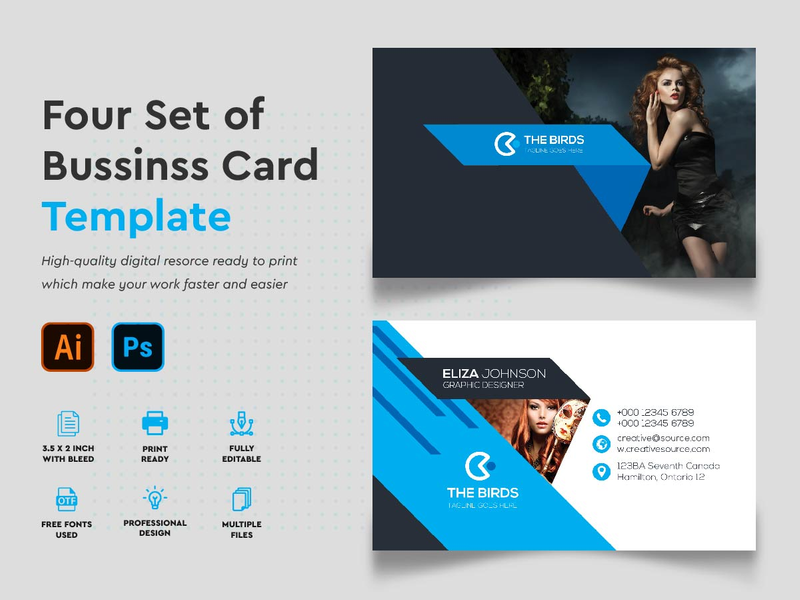 Four Set of
Bussinss Card
Template
High-quality digital resorce ready to print
which make your work faster and easier
Ai
Ps
3.5 X 2 INCH
WITH BLEED
PRINT
READY
FULLY
EDITABLE
OTF
FREE FONTS
USED
PROFESSIONAL
DESIGN
MULTIPLE
FILES
THE BIRDS
TAGLINE GOES HERE
ELIZA JOHNSON
GRAPHIC DESIGNER
+000 12345 6789
+000 12345 6789
creative@source.com
w.creativesource.com
123BA Seventh Canada
Hamilton, Ontario 12
THE BIRDS
TAGLINE GOES HERE